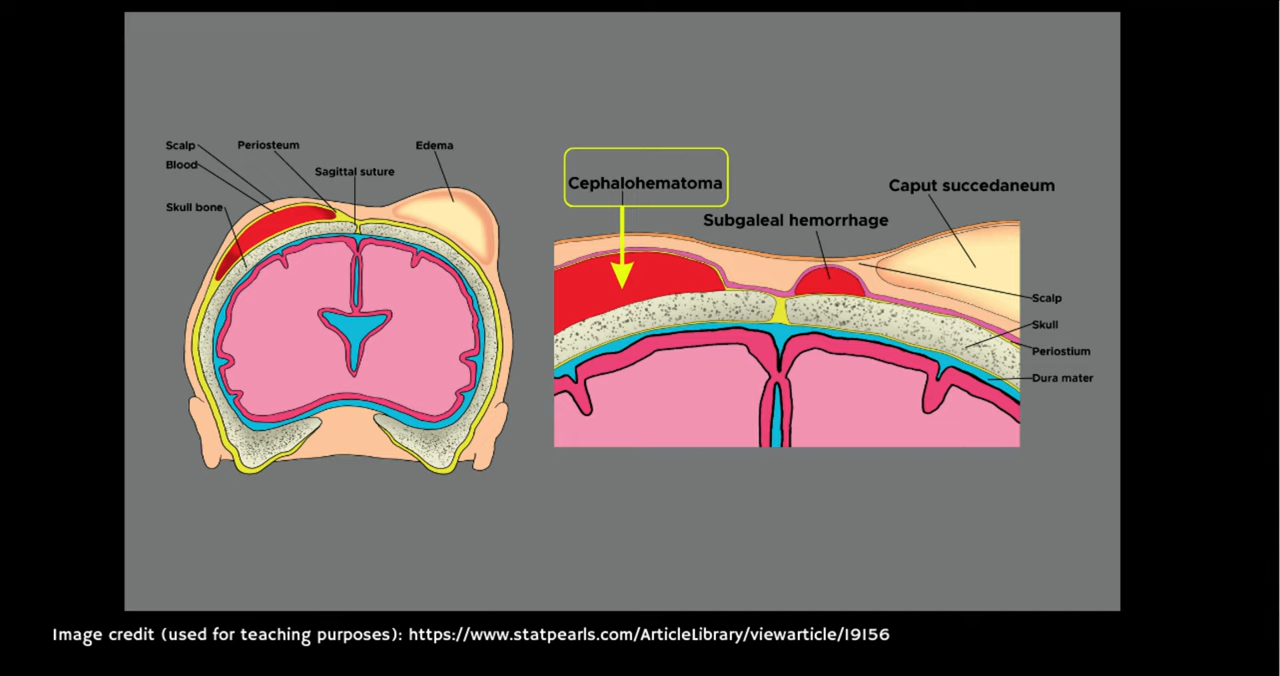 Scalp
Periosteum
Edema
Blood
Sagittal suture
Skull bone
Cephalohematoma
Caput succedaneum
Subgaleal hemorrhage
Scalp
Skull
Periostium
Dura mater
Image credit (used for teaching purposes): https://www.statpearls.com/ArticleLibrary/viewarticle/19156